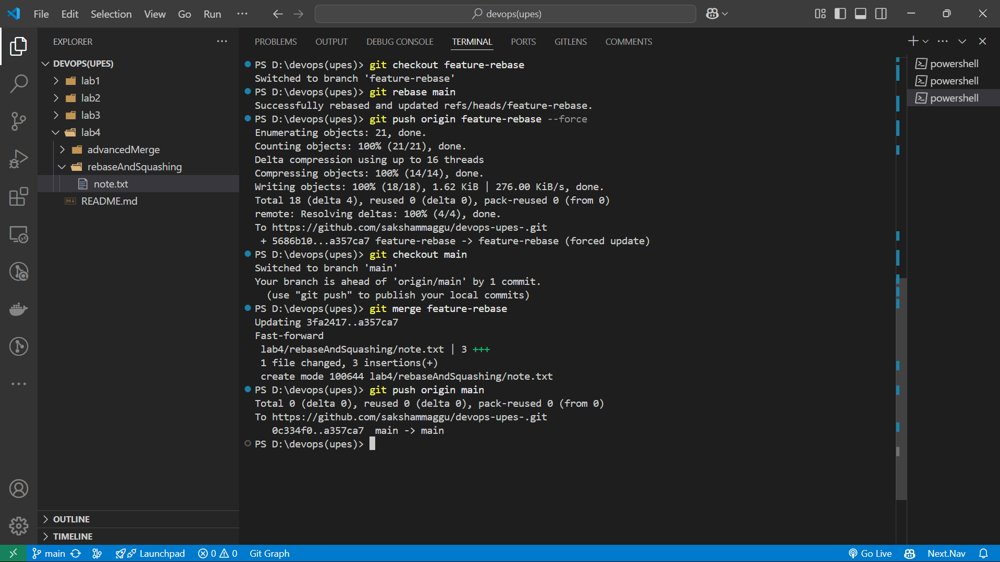 File Edit Selection View Go Run ···
devops(upes)
EXPLORER
DEVOPS(UPES)
lab1
lab2
lab3
lab4
advancedMerge
rebaseAndSquashing
note.txt
README.md
OUTLINE
TIMELINE
PROBLEMS OUTPUT DEBUG CONSOLE TERMINAL PORTS GITLENS COMMENTS
PS D:\devops(upes)> git checkout feature-rebase
Switched to branch 'feature-rebase'
PS D:\devops(upes)> git rebase main
Successfully rebased and updated refs/heads/feature-rebase.
PS D:\devops(upes)> git push origin feature-rebase --force
Enumerating objects: 21, done.
Counting objects: 100% (21/21), done.
Delta compression using up to 16 threads
Compressing objects: 100% (14/14), done.
Writing objects: 100% (18/18), 1.62 KiB | 276.00 KiB/s, done.
Total 18 (delta 4), reused 0 (delta 0), pack-reused 0 (from 0)
remote: Resolving deltas: 100% (4/4), done.
To https://github.com/sakshammaggu/devops-upes-.git
 + 5686b10...a357ca7 feature-rebase -> feature-rebase (forced update)
PS D:\devops(upes)> git checkout main
Switched to branch 'main'
Your branch is ahead of 'origin/main' by 1 commit.
  (use "git push" to publish your local commits)
PS D:\devops(upes)> git merge feature-rebase
Updating 3fa2417..a357ca7
Fast-forward
 lab4/rebaseAndSquashing/note.txt | 3 +++
 1 file changed, 3 insertions(+)
 create mode 100644 lab4/rebaseAndSquashing/note.txt
PS D:\devops(upes)> git push origin main
Total 0 (delta 0), reused 0 (delta 0), pack-reused 0 (from 0)
To https://github.com/sakshammaggu/devops-upes-.git
   0c334f0..a357ca7  main -> main
PS D:\devops(upes)>
powershell
powershell
powershell
main Launchpad 0 0 Git Graph Go Live Next.Nav